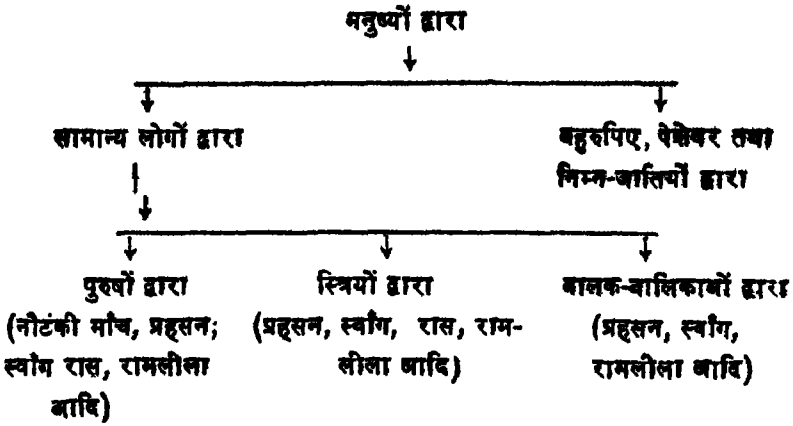 मनुष्यों द्वारा
सामान्य लोगों द्वारा
बहुरुपिए, पेशेवर तथा
निम्न-जातियों द्वारा
पुरुषों द्वारा
(नौटंकी माँच, प्रहसन;
स्वाँग रास, रामलीला
आदि)
स्त्रियों द्वारा
(प्रहसन, स्वाँग, रास, राम-
लीला आदि)
बालक-बालिकाओं द्वारा
(प्रहसन, स्वाँग,
रामलीला आदि)